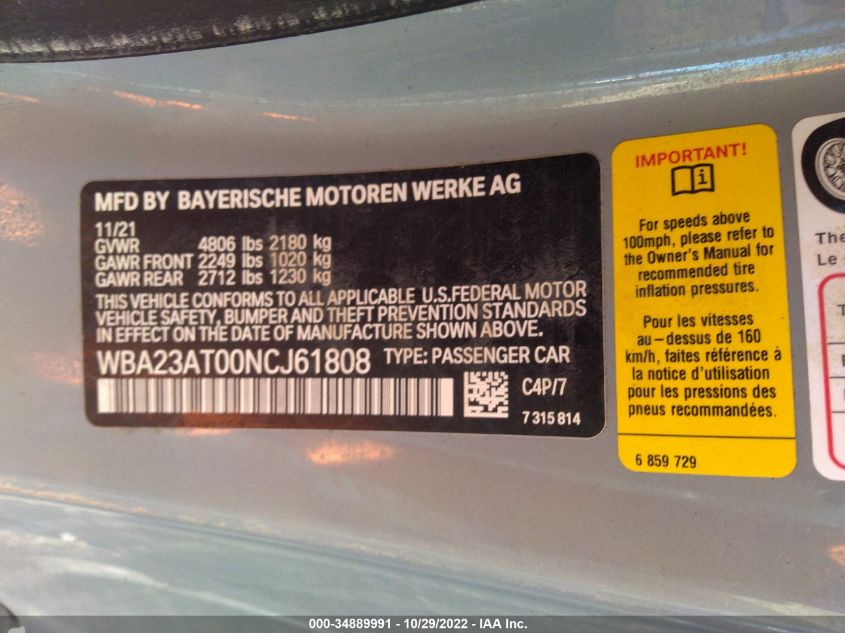 MFD BY BAYERISCHE MOTOREN WERKE AG
11/21
GVWR 4806 lbs 2180 kg
GAWR FRONT 2249 lbs 1020 kg
GAWR REAR 2712 lbs 1230 kg
THIS VEHICLE CONFORMS TO ALL APPLICABLE U.S.FEDERAL MOTOR
VEHICLE SAFETY, BUMPER AND THEFT PREVENTION STANDARDS
IN EFFECT ON THE DATE OF MANUFACTURE SHOWN ABOVE.
WBA23AT00NCJ61808 TYPE: PASSENGER CAR
C4P/7
7 315 814
IMPORTANT!
For speeds above
100mph, please refer to
the Owner's Manual for
recommended tire
inflation pressures.
Pour les vitesses
au-dessus de 160
km/h, faites référence à
la notice d'utilisation
pour les pressions des
pneus recommandées.
6 859 729
The
Le
000-34889991 / 10/29/2022 - IAA Inc.